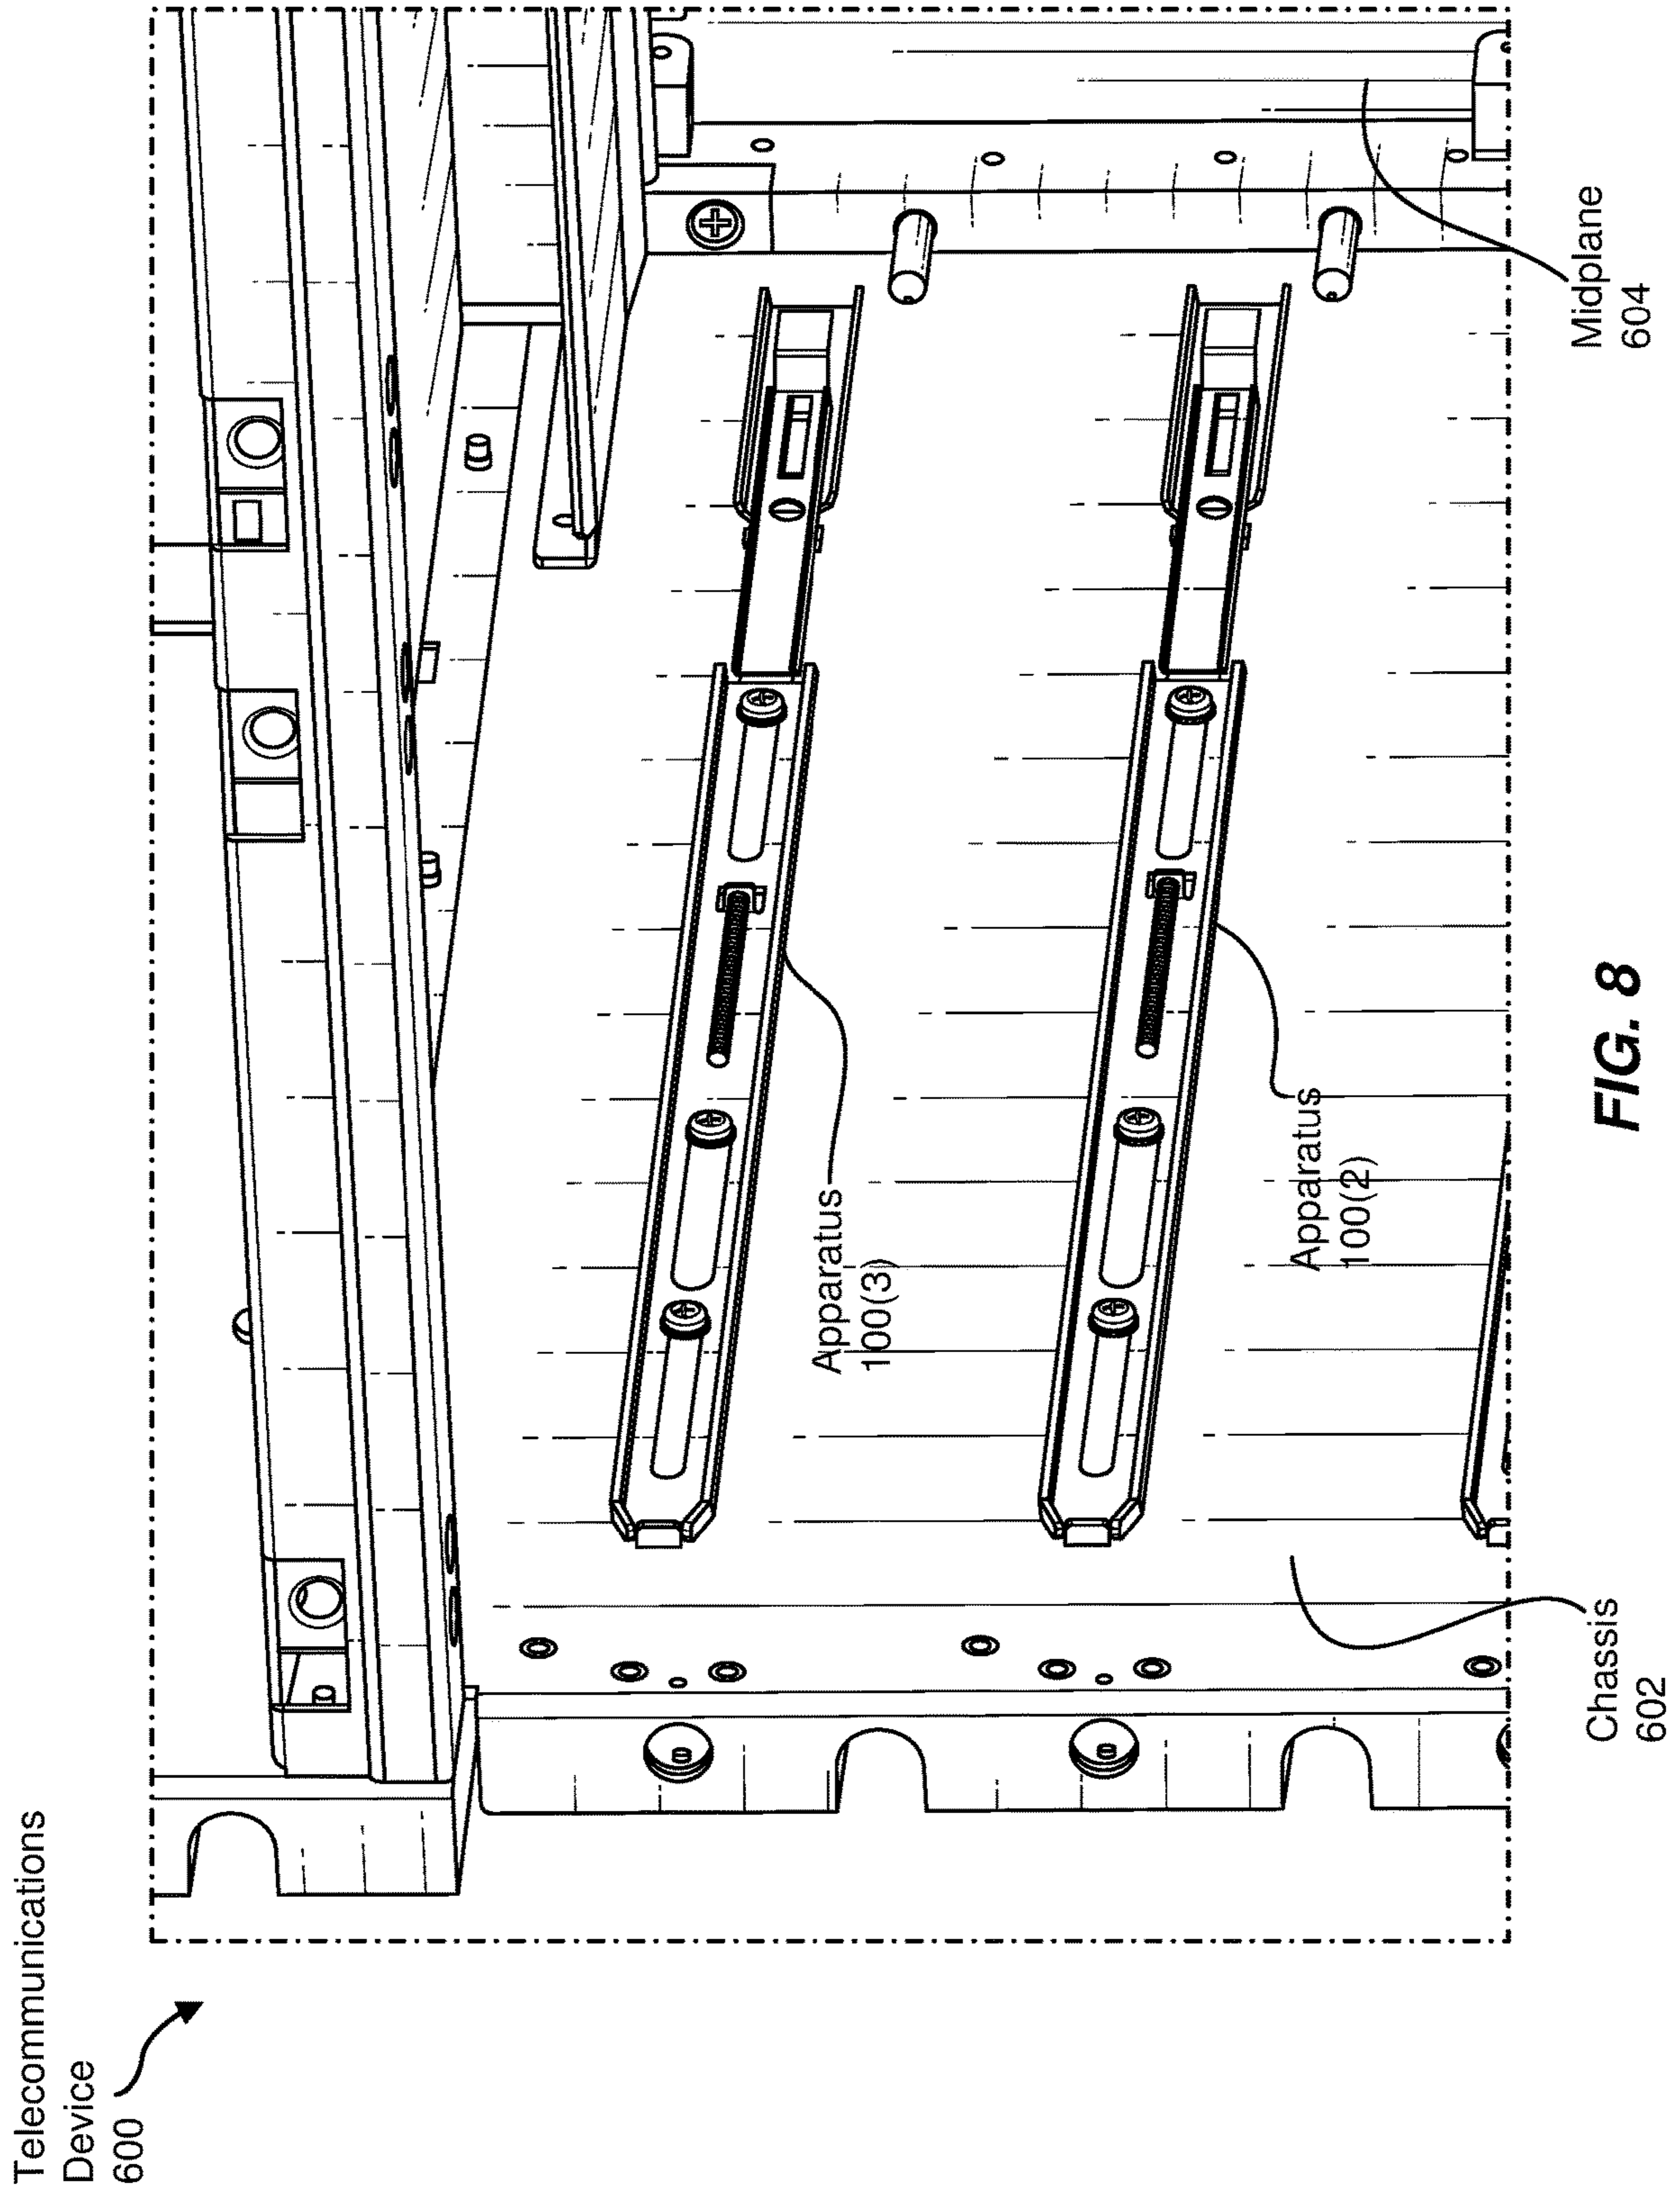 Telecommunications
Device
600
Apparatus
100(3)
Apparatus
100(2)
Chassis
602
Midplane
604
FIG. 8